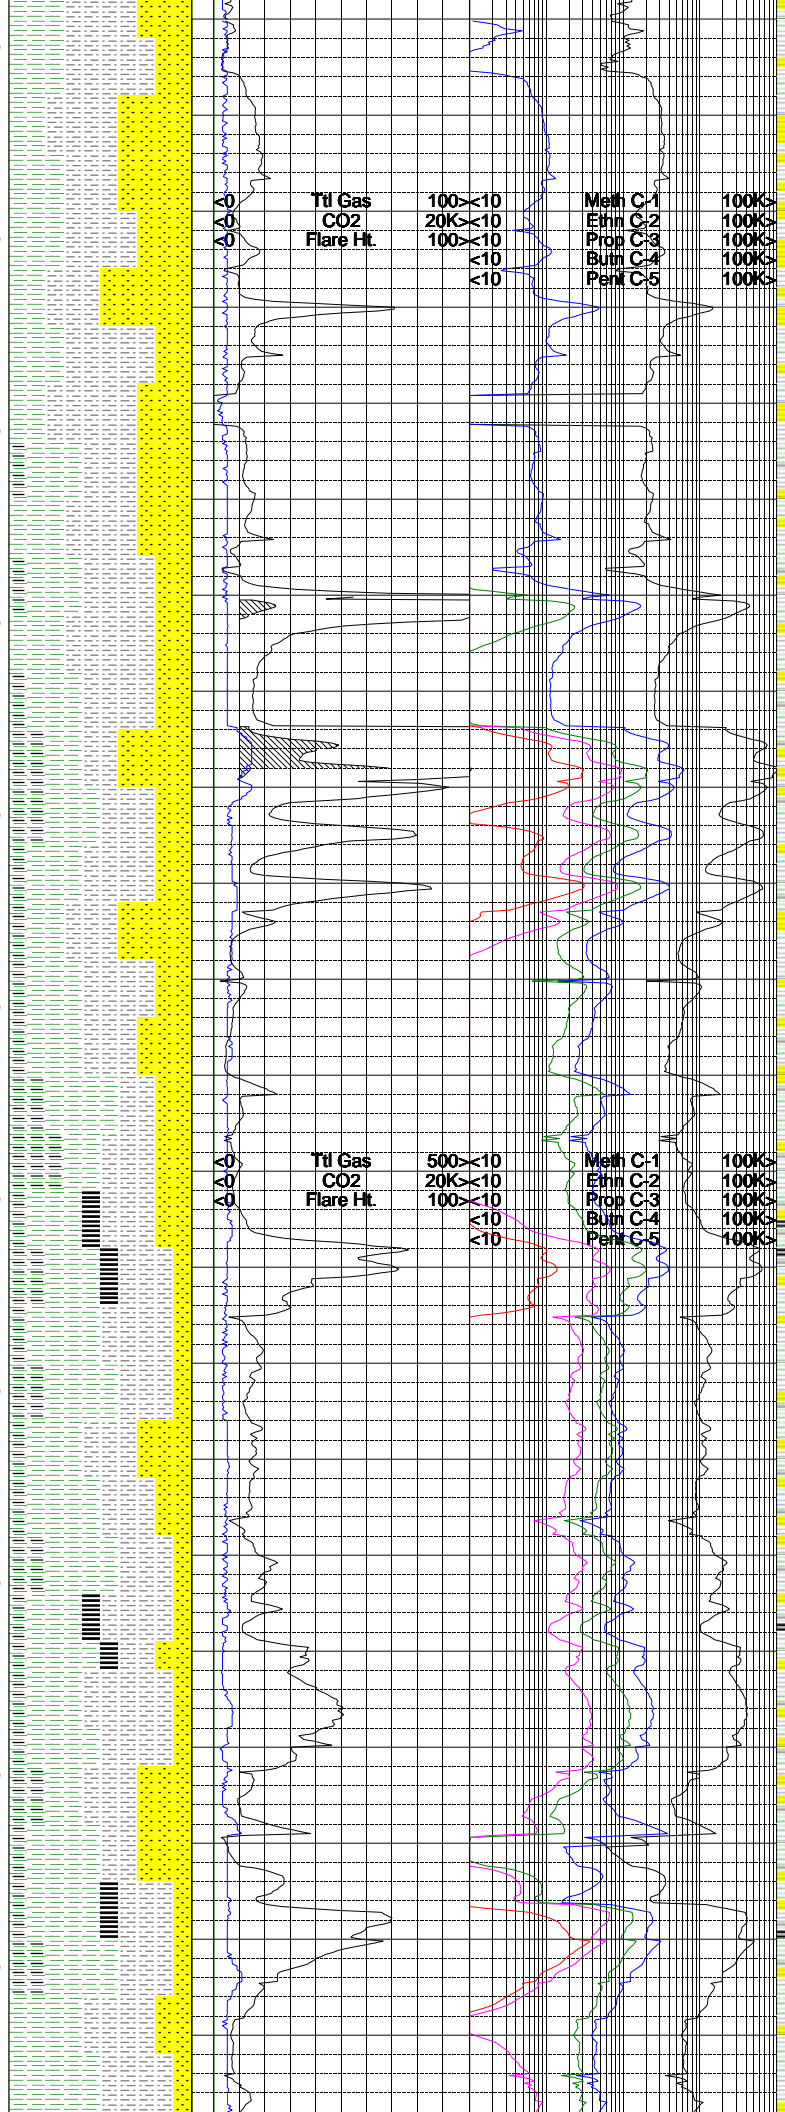 <0 Ttl Gas 100><10 Meth C-1 100K>
<0 CO2 20K><10 Ethn C-2 100K>
<0 Flare Ht. 100><10 Prop C-3 100K>
<10 Butn C-4 100K>
<10 Pent C-5 100K>
<0 Ttl Gas 500><10 Meth C-1 100K>
<0 CO2 20K><10 Ethn C-2 100K>
<0 Flare Ht. 100><10 Prop C-3 100K>
<10 Butn C-4 100K>
<10 Pent C-5 100K>